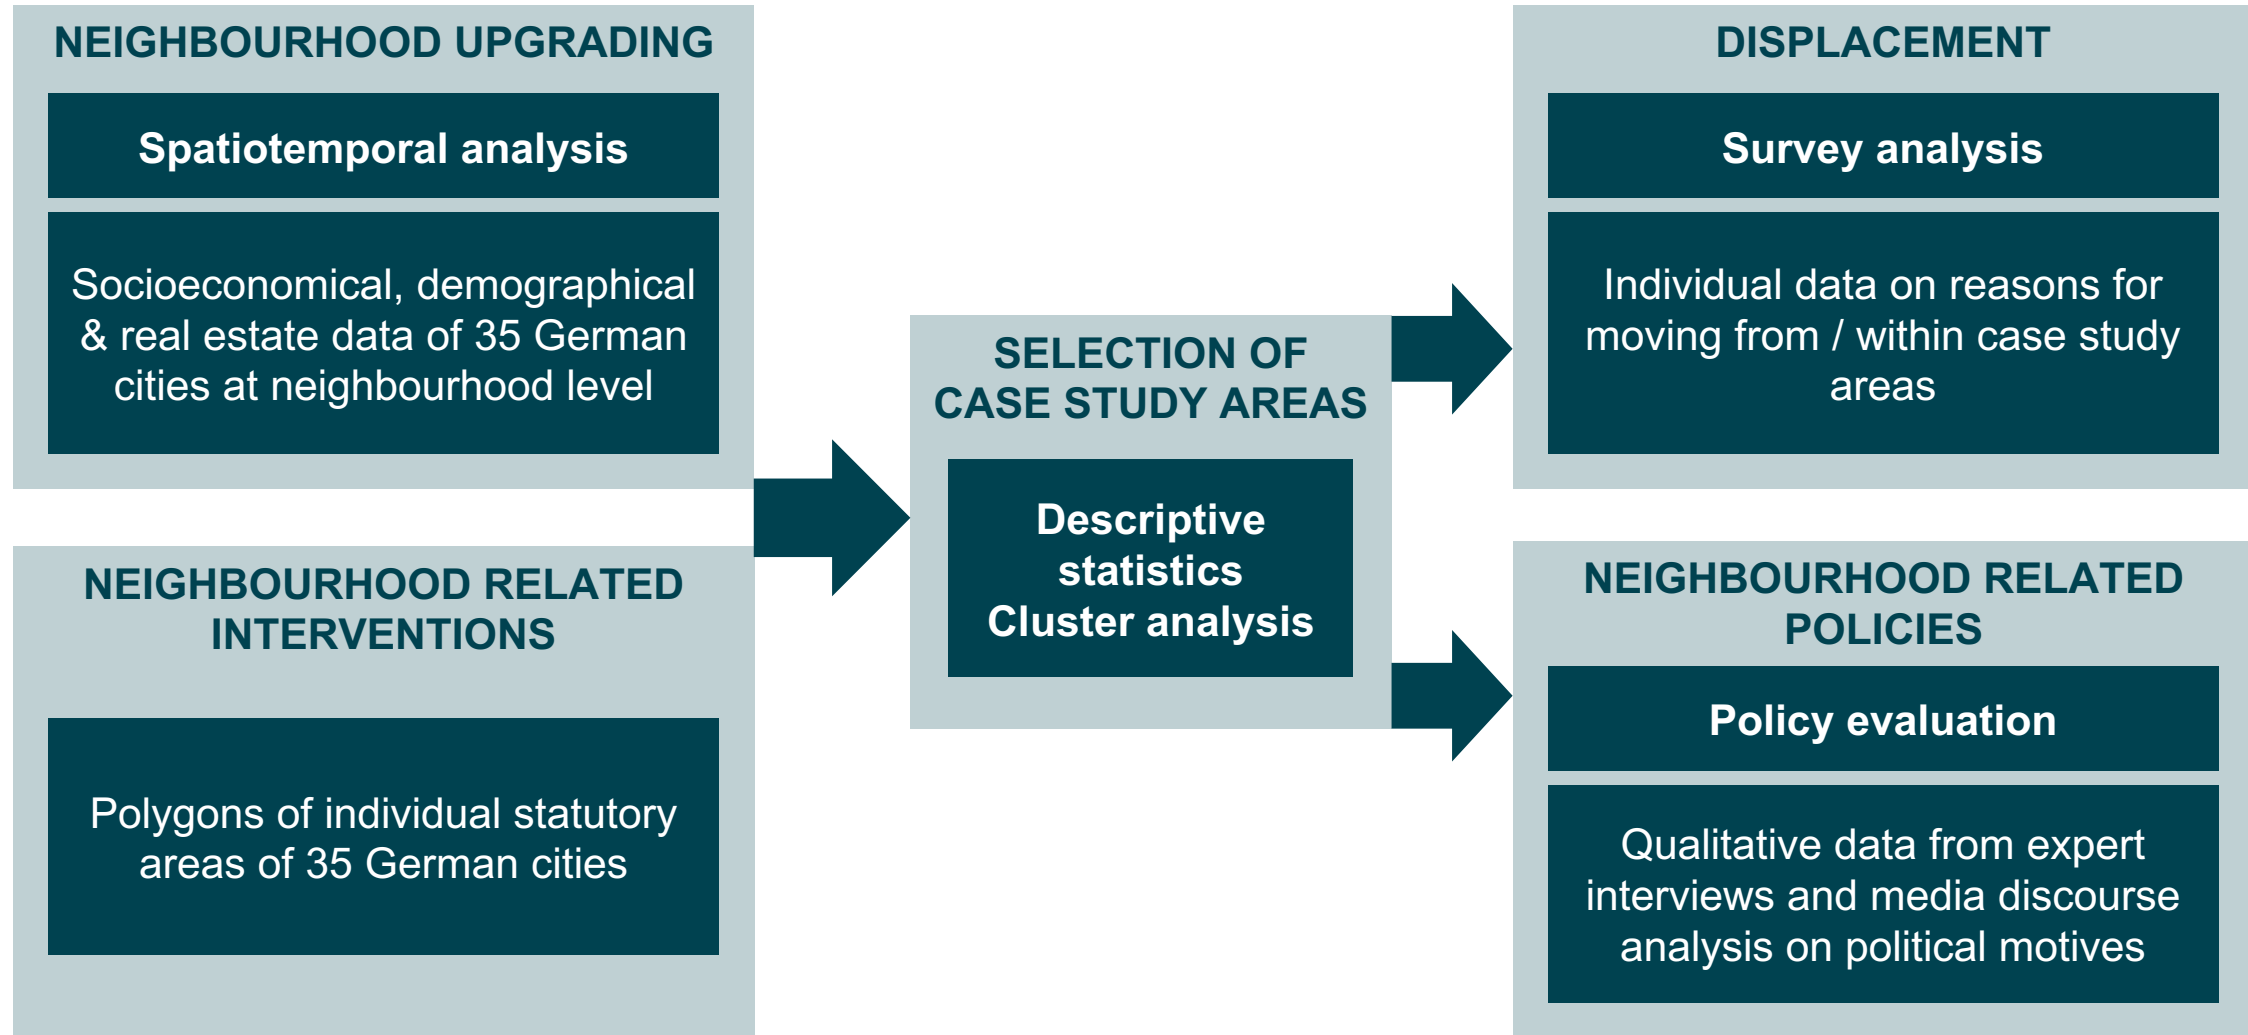 NEIGHBOURHOOD UPGRADING
Spatiotemporal analysis
Socioeconomical, demographical
& real estate data of 35 German
cities at neighbourhood level
NEIGHBOURHOOD RELATED
INTERVENTIONS
Polygons of individual statutory
areas of 35 German cities
SELECTION OF
CASE STUDY AREAS
Descriptive
statistics
Cluster analysis
DISPLACEMENT
Survey analysis
Individual data on reasons for
moving from / within case study
areas
NEIGHBOURHOOD RELATED
POLICIES
Policy evaluation
Qualitative data from expert
interviews and media discourse
analysis on political motives